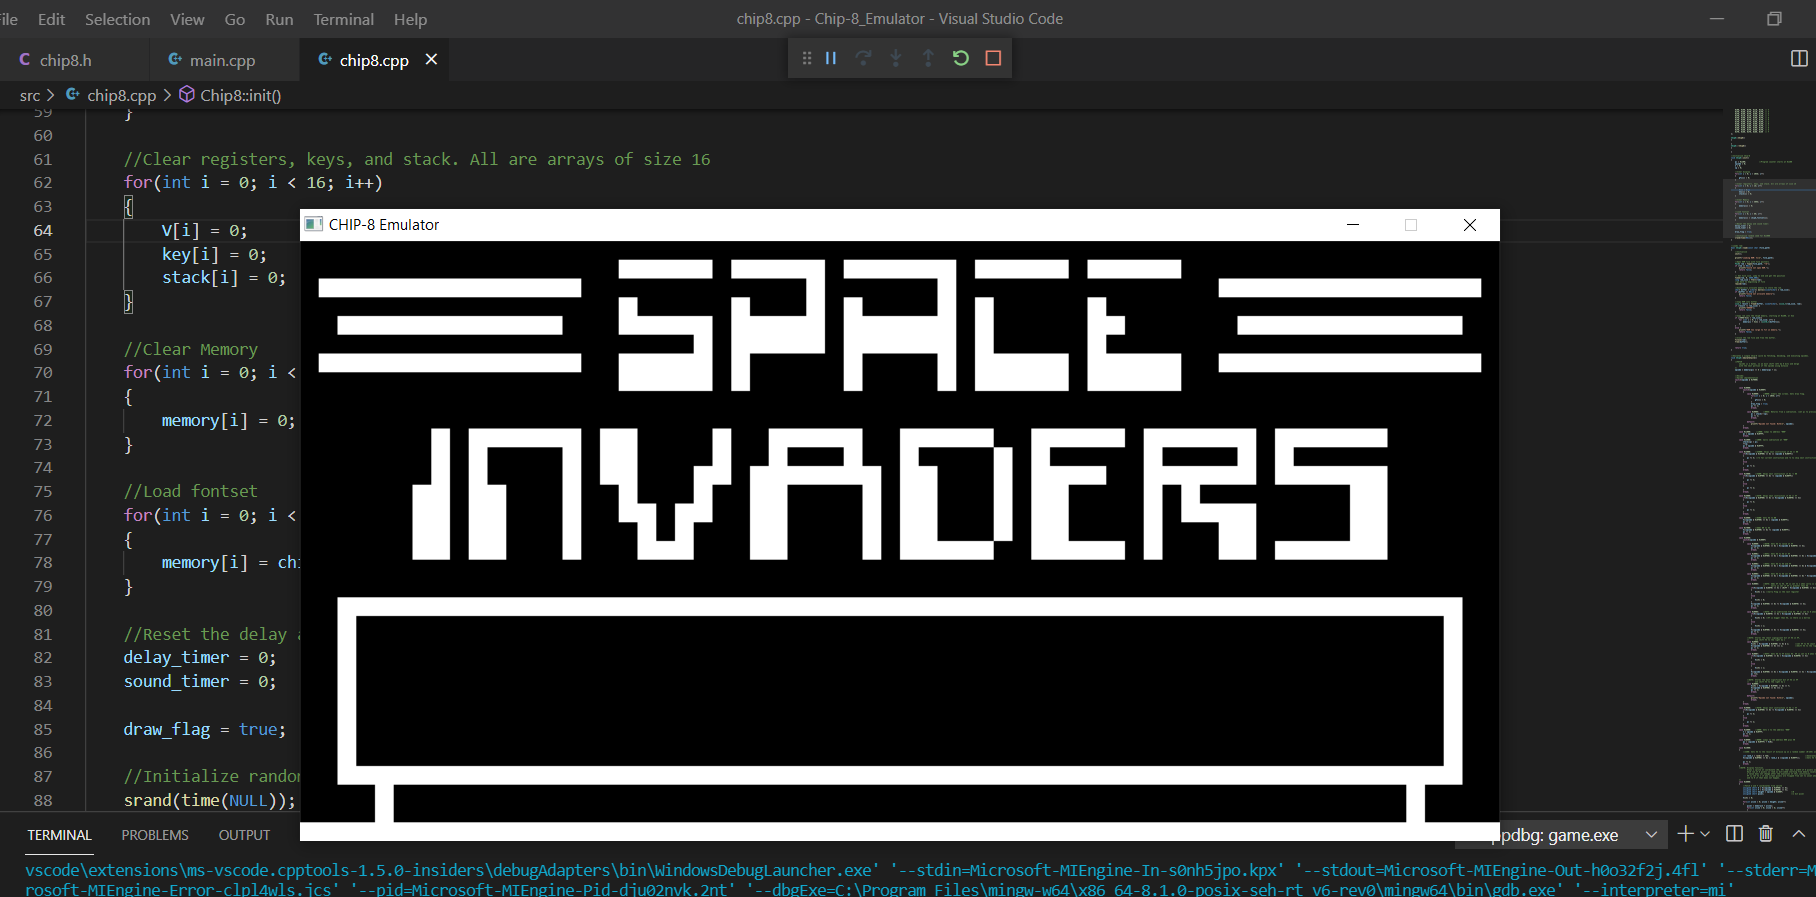 File Edit Selection View Go Run Terminal Help
chip8.cpp - Chip-8_Emulator - Visual Studio Code
chip8.h
main.cpp
chip8.cpp
src > chip8.cpp > Chip8::init()
59 }
60
61 //Clear registers, keys, and stack. All are arrays of size 16
62 for(int i = 0; i < 16; i++)
63 {
64 V[i] = 0;
65 key[i] = 0;
66 stack[i] = 0;
67 }
68
69 //Clear Memory
70 for(int i = 0; i <
71 {
72 memory[i] = 0;
73 }
74
75 //Load fontset
76 for(int i = 0; i <
77 {
78 memory[i] = chi
79 }
80
81 //Reset the delay a
82 delay_timer = 0;
83 sound_timer = 0;
84
85 draw_flag = true;
86
87 //Initialize random
88 srand(time(NULL));
CHIP-8 Emulator
SPACE
INVADERS
TERMINAL PROBLEMS OUTPUT
ppdbg: game.exe
vscode\extensions\ms-vscode.cpptools-1.5.0-insiders\debugAdapters\bin\WindowsDebugLauncher.exe' '--stdin=Microsoft-MIEngine-In-s0nh5jpo.kpx' '--stdout=Microsoft-MIEngine-Out-h0o32f2j.4fl' '--stderr=M
rosoft-MIEngine-Error-clpl4wls.jcs' '--pid=Microsoft-MIEngine-Pid-dju02nvk.2nt' '--dbgExe=C:\Program Files\mingw-w64\x86_64-8.1.0-posix-seh-rt_v6-rev0\mingw64\bin\gdb.exe' '--interpreter=mi'